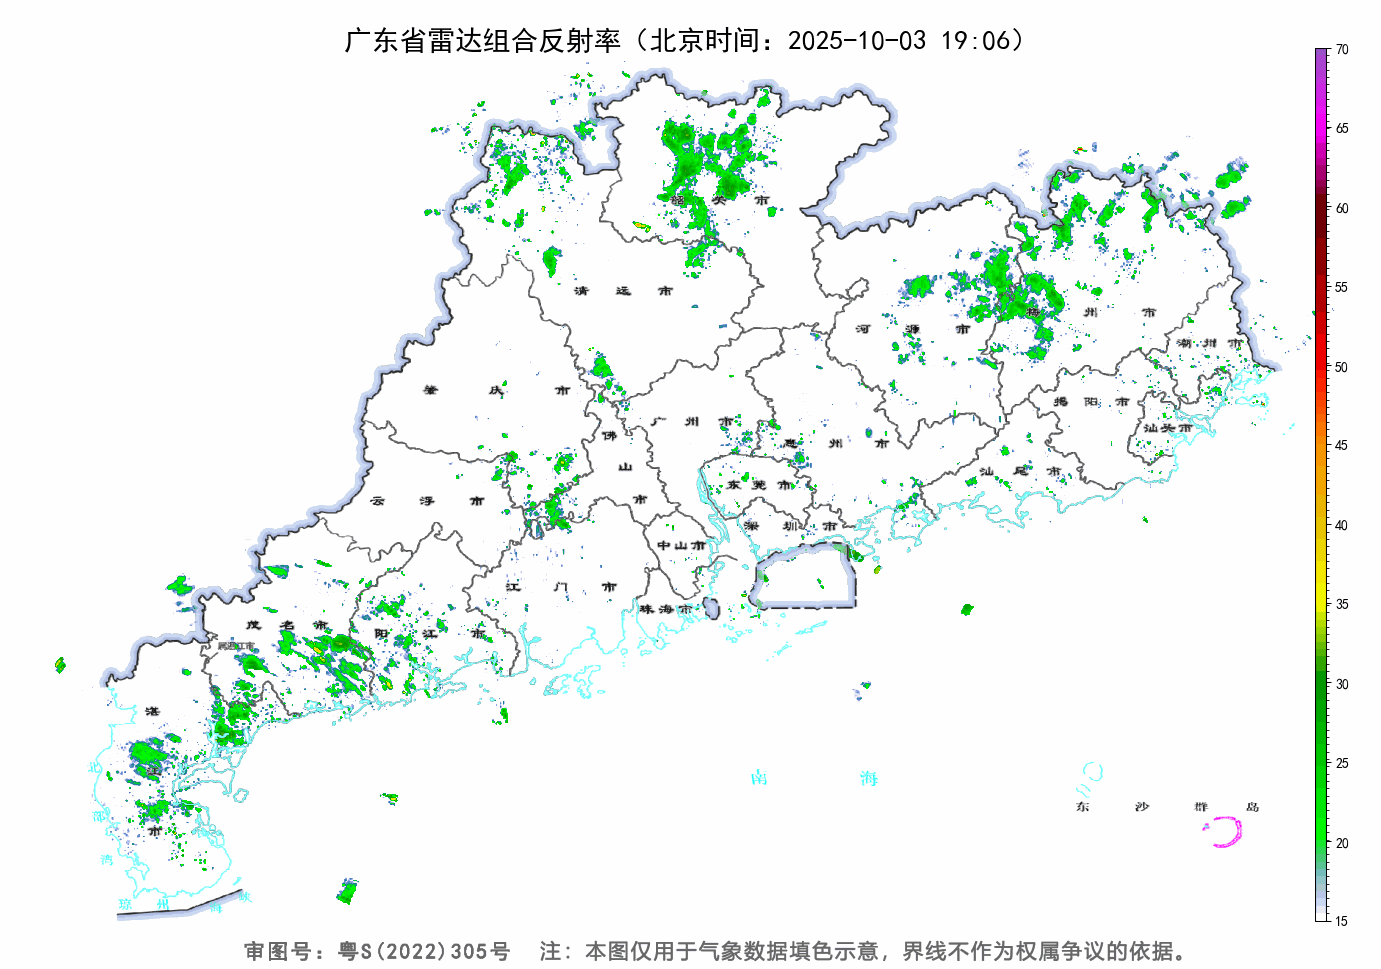 广东省雷达组合反射率（北京时间：2025-10-03 19:06）
70
65
60
55
50
45
40
35
30
25
20
15
韶关市
清远市
河源市
梅州市
潮州市
肇庆市
揭阳市
广州市
汕头市
佛山市
惠州市
汕尾市
东莞市
云浮市
深圳市
中山市
江门市
珠海市
茂名市
阳江市
属湛江市
湛江市
南海
东沙群岛
北部湾
琼州海峡
审图号：粤S(2022)305号 注：本图仅用于气象数据填色示意，界线不作为权属争议的依据。